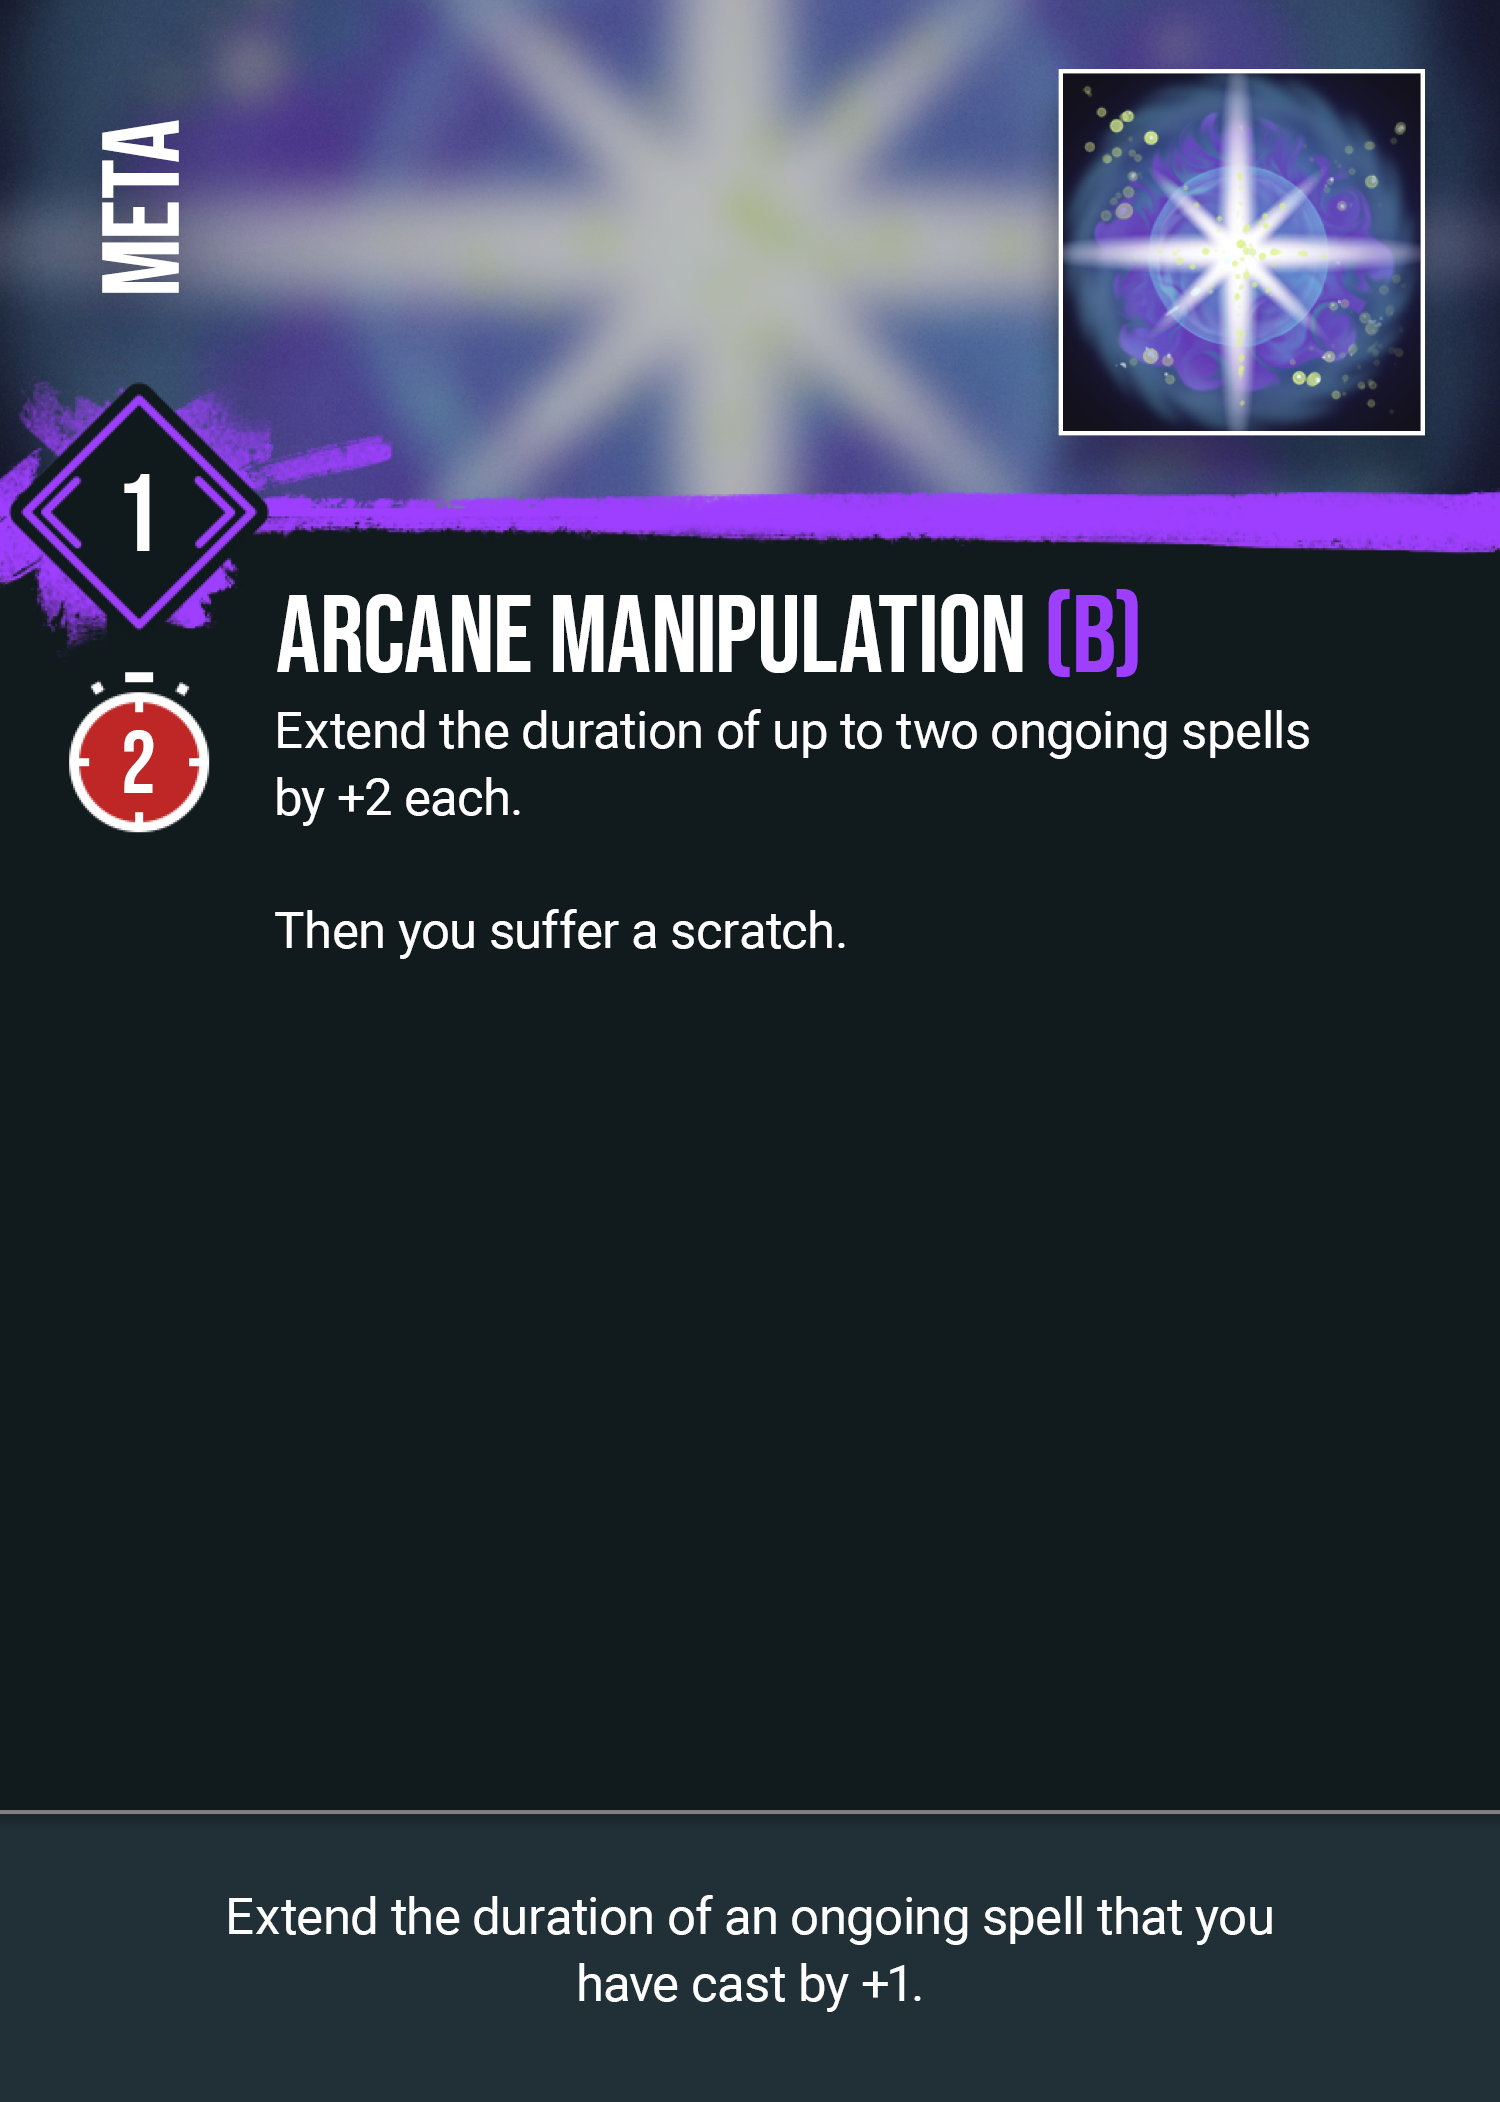 META
1
ARCANE MANIPULATION (B)
2
Extend the duration of up to two ongoing spells
by +2 each.
Then you suffer a scratch.
Extend the duration of an ongoing spell that you
have cast by +1.